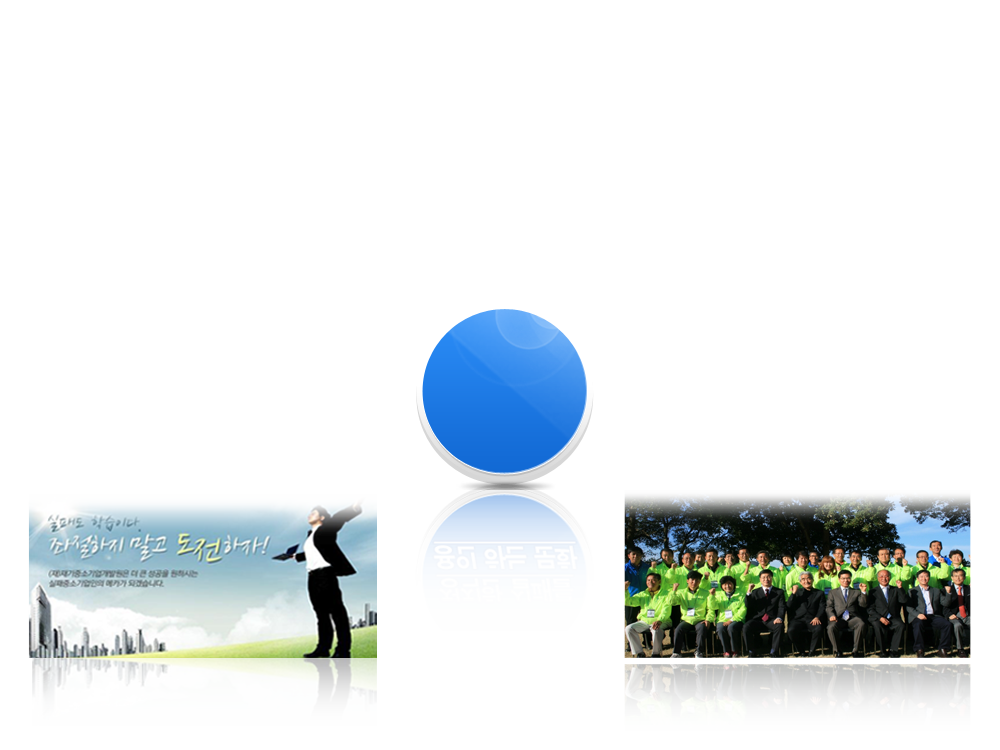 실패도 학습이다.
좌절하지 말고 도전하자!
(재)재기중소기업개발원은 더 큰 성공을 원하시는
실패중소기업인의 메카가 되겠습니다.